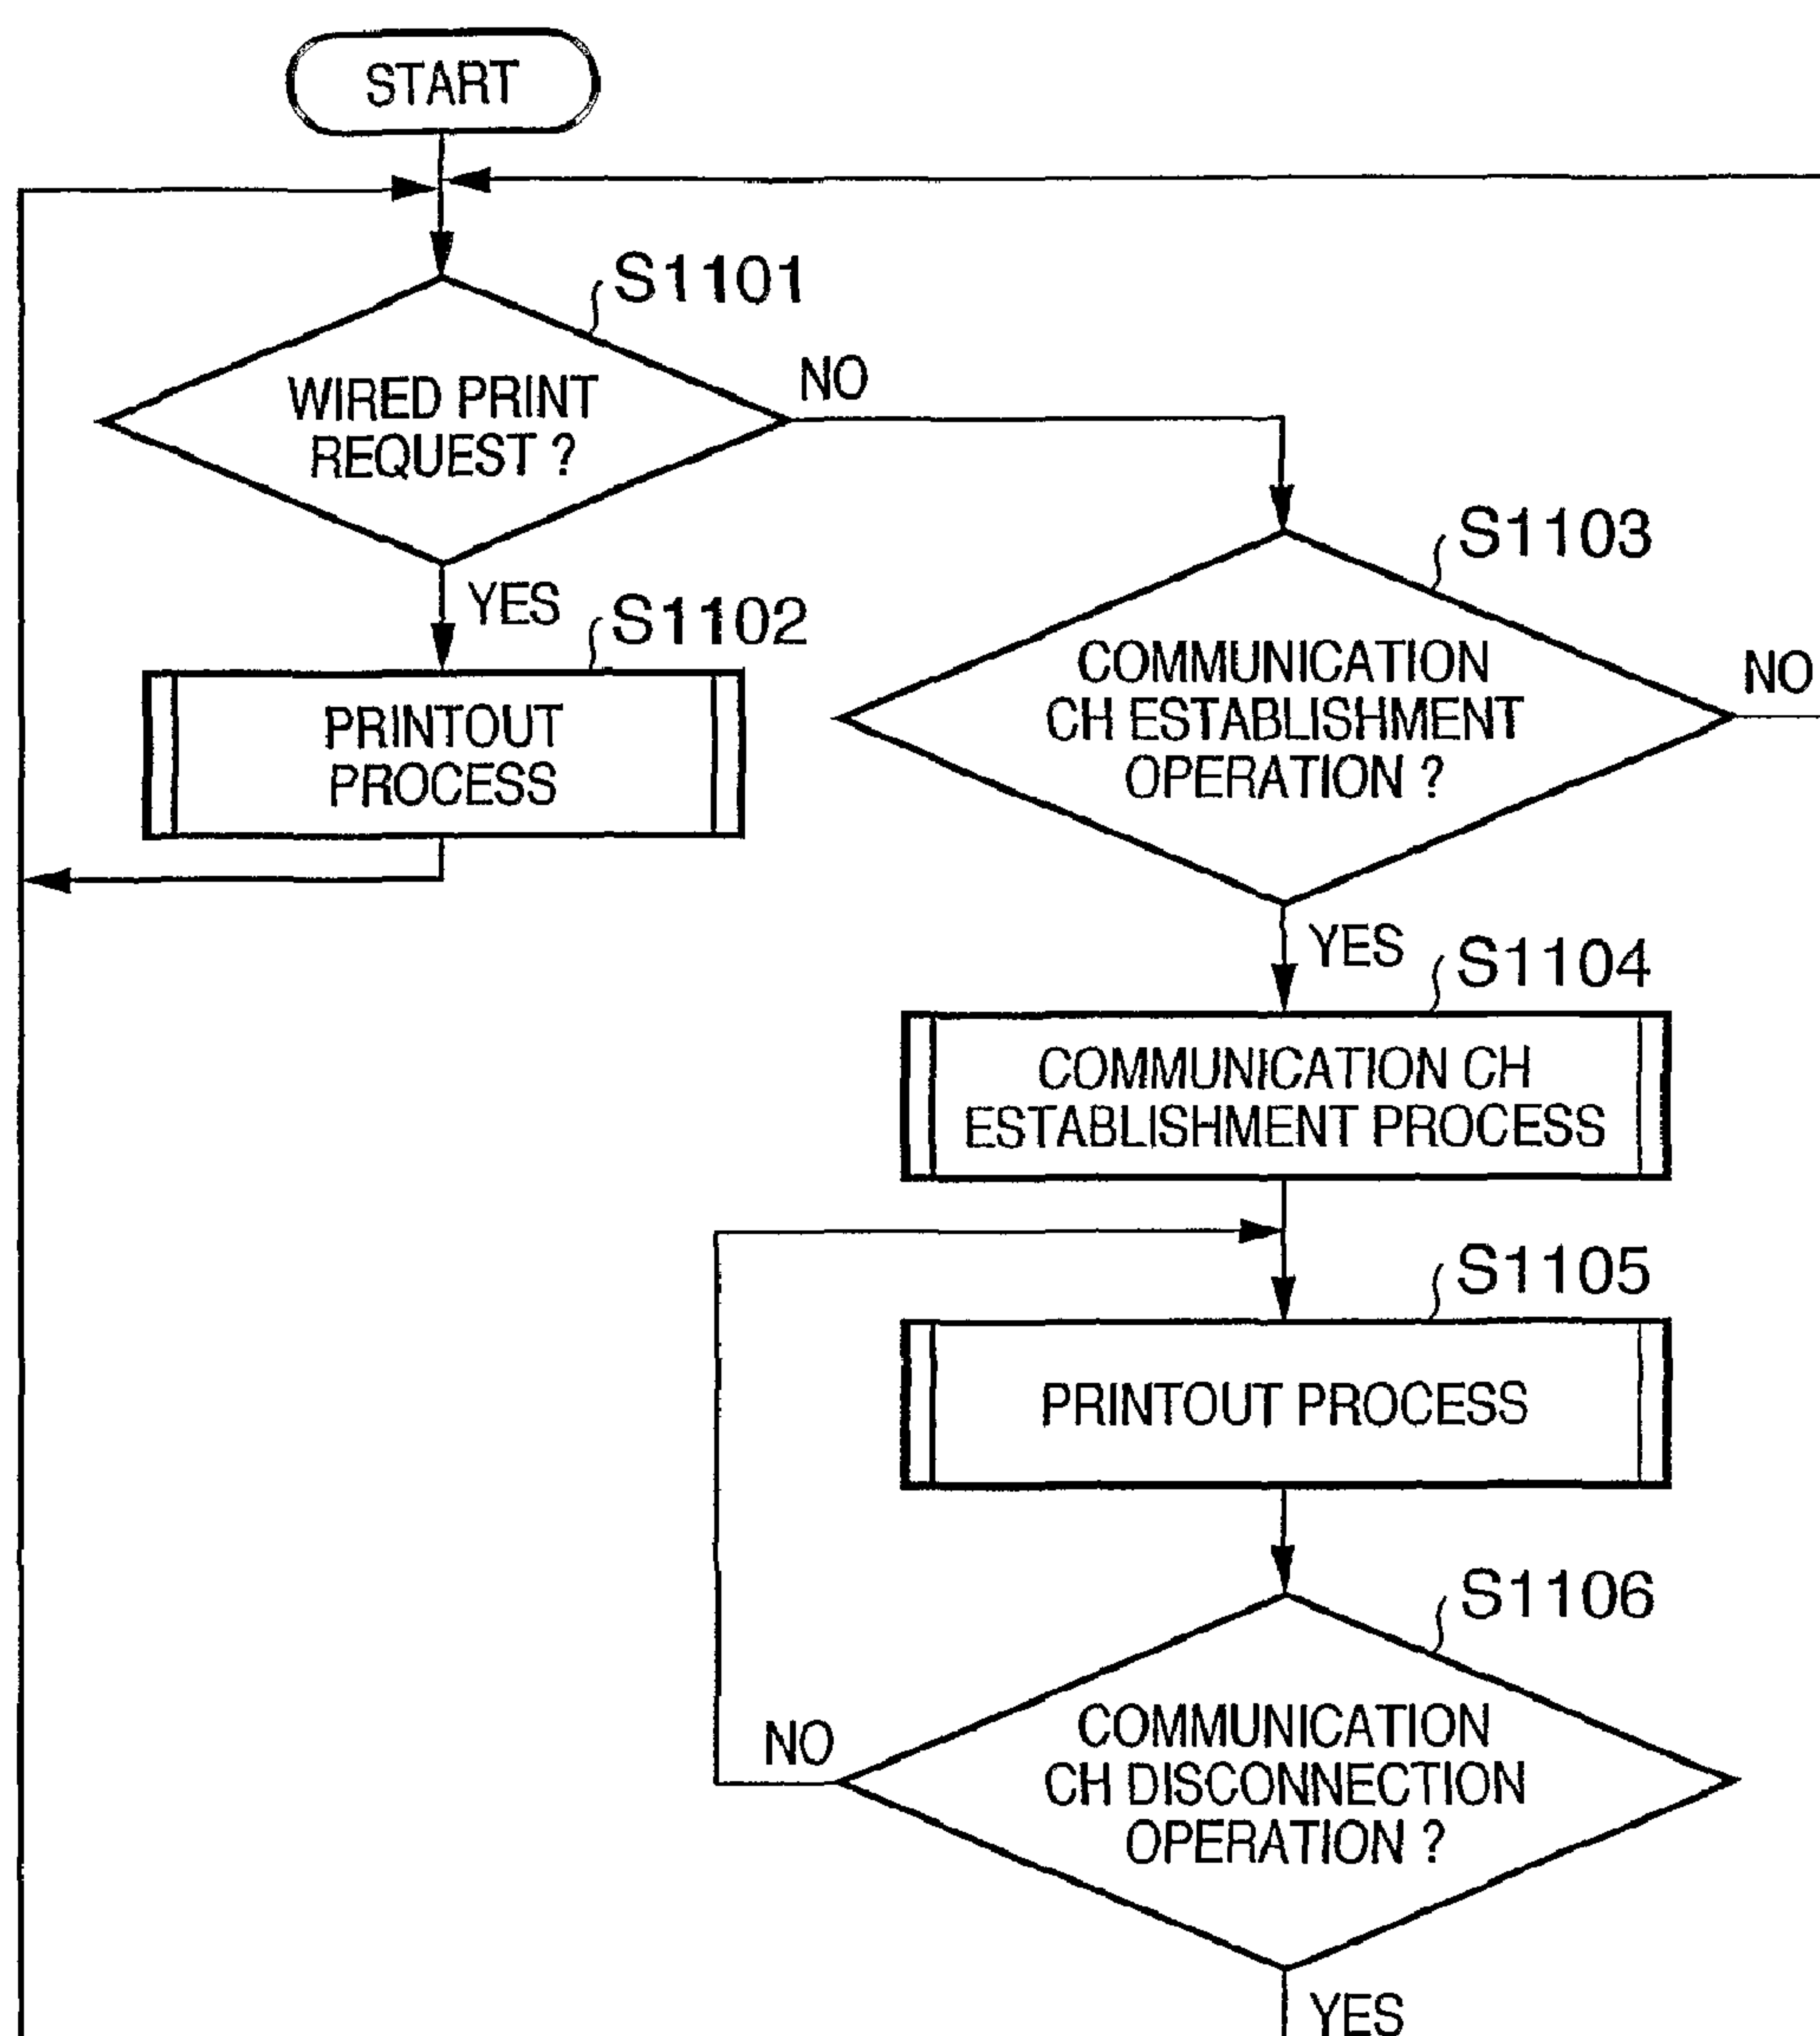 START
S1101
WIRED PRINT
REQUEST ?
NO
YES
S1102
PRINTOUT
PROCESS
S1103
COMMUNICATION
CH ESTABLISHMENT
OPERATION ?
NO
YES
S1104
COMMUNICATION CH
ESTABLISHMENT PROCESS
S1105
PRINTOUT PROCESS
S1106
COMMUNICATION
CH DISCONNECTION
OPERATION ?
NO
YES